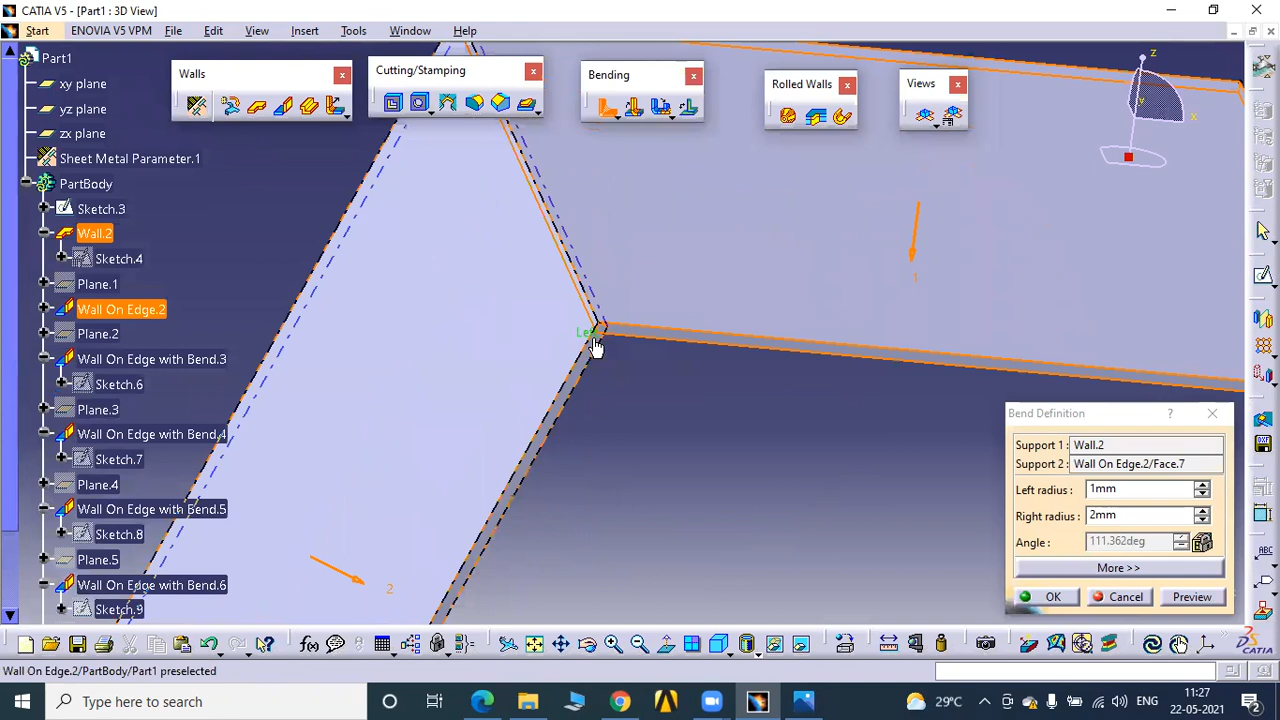 CATIA V5 - [Part1 : 3D View]
Start ENOVIA V5 VPM File Edit View Insert Tools Window Help
Part1
xy plane
yz plane
zx plane
Sheet Metal Parameter.1
PartBody
Sketch.3
Wall.2
Sketch.4
Plane.1
Wall On Edge.2
Plane.2
Wall On Edge with Bend.3
Sketch.6
Plane.3
Wall On Edge with Bend.4
Sketch.7
Plane.4
Wall On Edge with Bend.5
Sketch.8
Plane.5
Wall On Edge with Bend.6
Sketch.9
Walls
Cutting/Stamping
Bending
Rolled Walls
Views
z
y
x
1
2
Bend Definition ?
Support 1 : Wall.2
Support 2 : Wall On Edge.2/Face.7
Left radius : 1mm
Right radius : 2mm
Angle : 111.362deg
More >>
OK Cancel Preview
Wall On Edge.2/PartBody/Part1 preselected
Type here to search
29°C ENG
11:27
22-05-2021
2